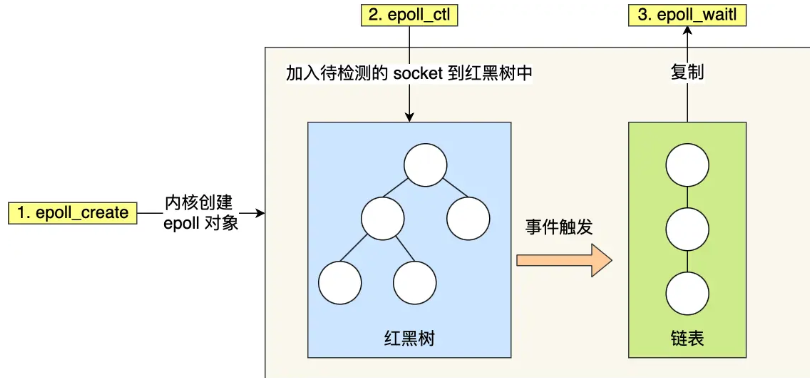 2. epoll_ctl
3. epoll_waitl
加入待检测的 socket 到红黑树中
复制
1. epoll_create
内核创建
epoll 对象
事件触发
红黑树
链表